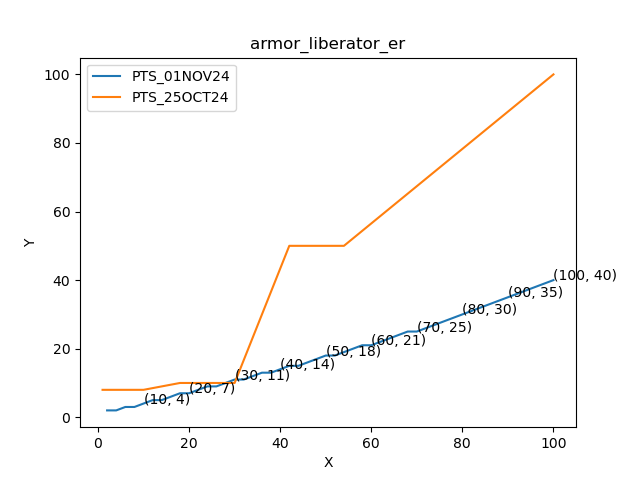 armor_liberator_er
PTS_01NOV24
PTS_25OCT24
100
80
60
40
20
0
Y
(100, 40)
(90, 35)
(80, 30)
(70, 25)
(60, 21)
(50, 18)
(40, 14)
(30, 11)
(20, 7)
(10, 4)
0 20 40 60 80 100
X